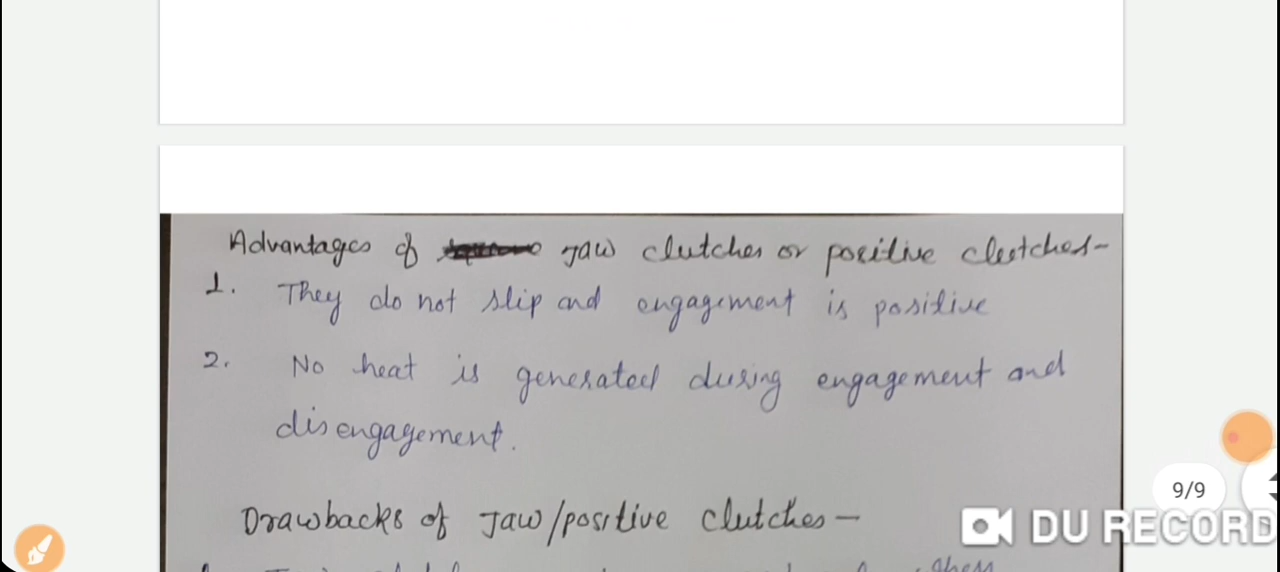 Advantages of Jaw clutches or positive clutches-
1. They do not slip and engagement is positive
2. No heat is generated during engagement and
disengagement.
Drawbacks of Jaw/positive clutches-
9/9
DU RECORD